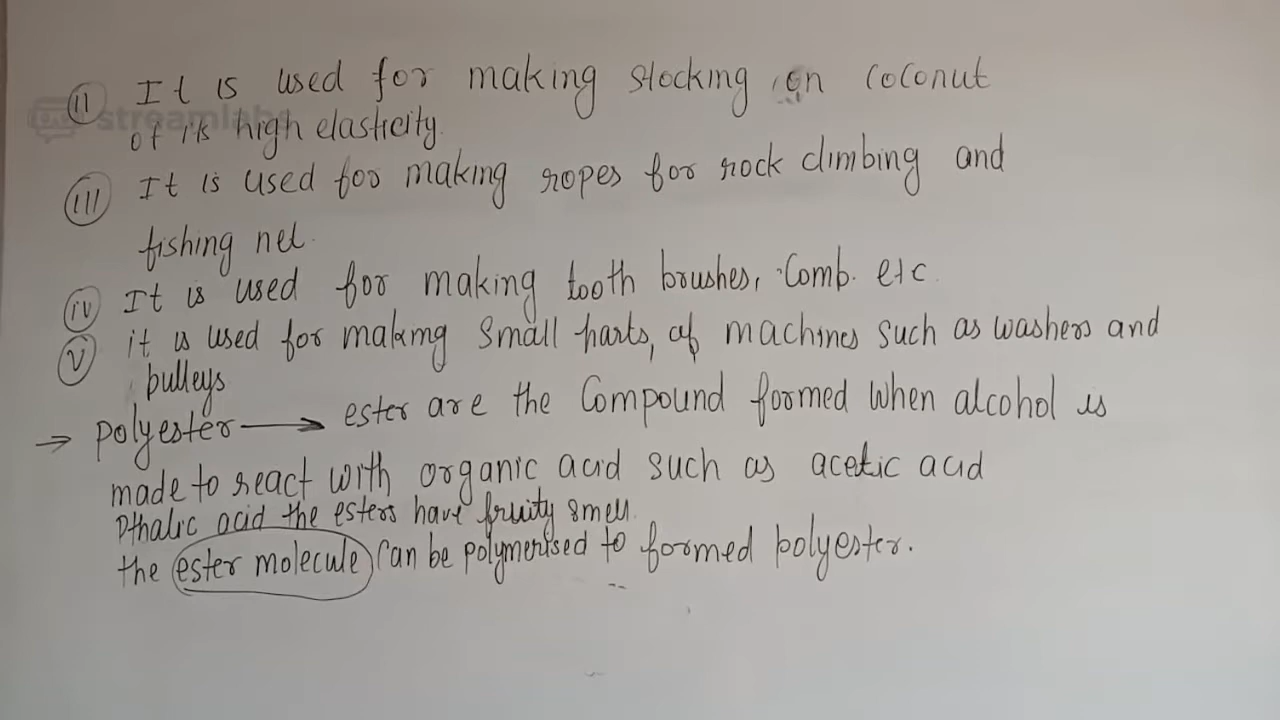 (ii) It is used for making stocking on coconut
of its high elasticity.
(iii) It is used for making ropes for rock climbing and
fishing net.
(iv) It is used for making tooth brushes, Comb. etc.
(v) it is used for making small parts, of machines such as washers and
pulleys
→ polyester → ester are the Compound formed when alcohol is
made to react with organic acid such as acetic acid
Pthalic acid the esters have fruity smell.
the ester molecule Can be polymerised to formed polyester.
streamlabs